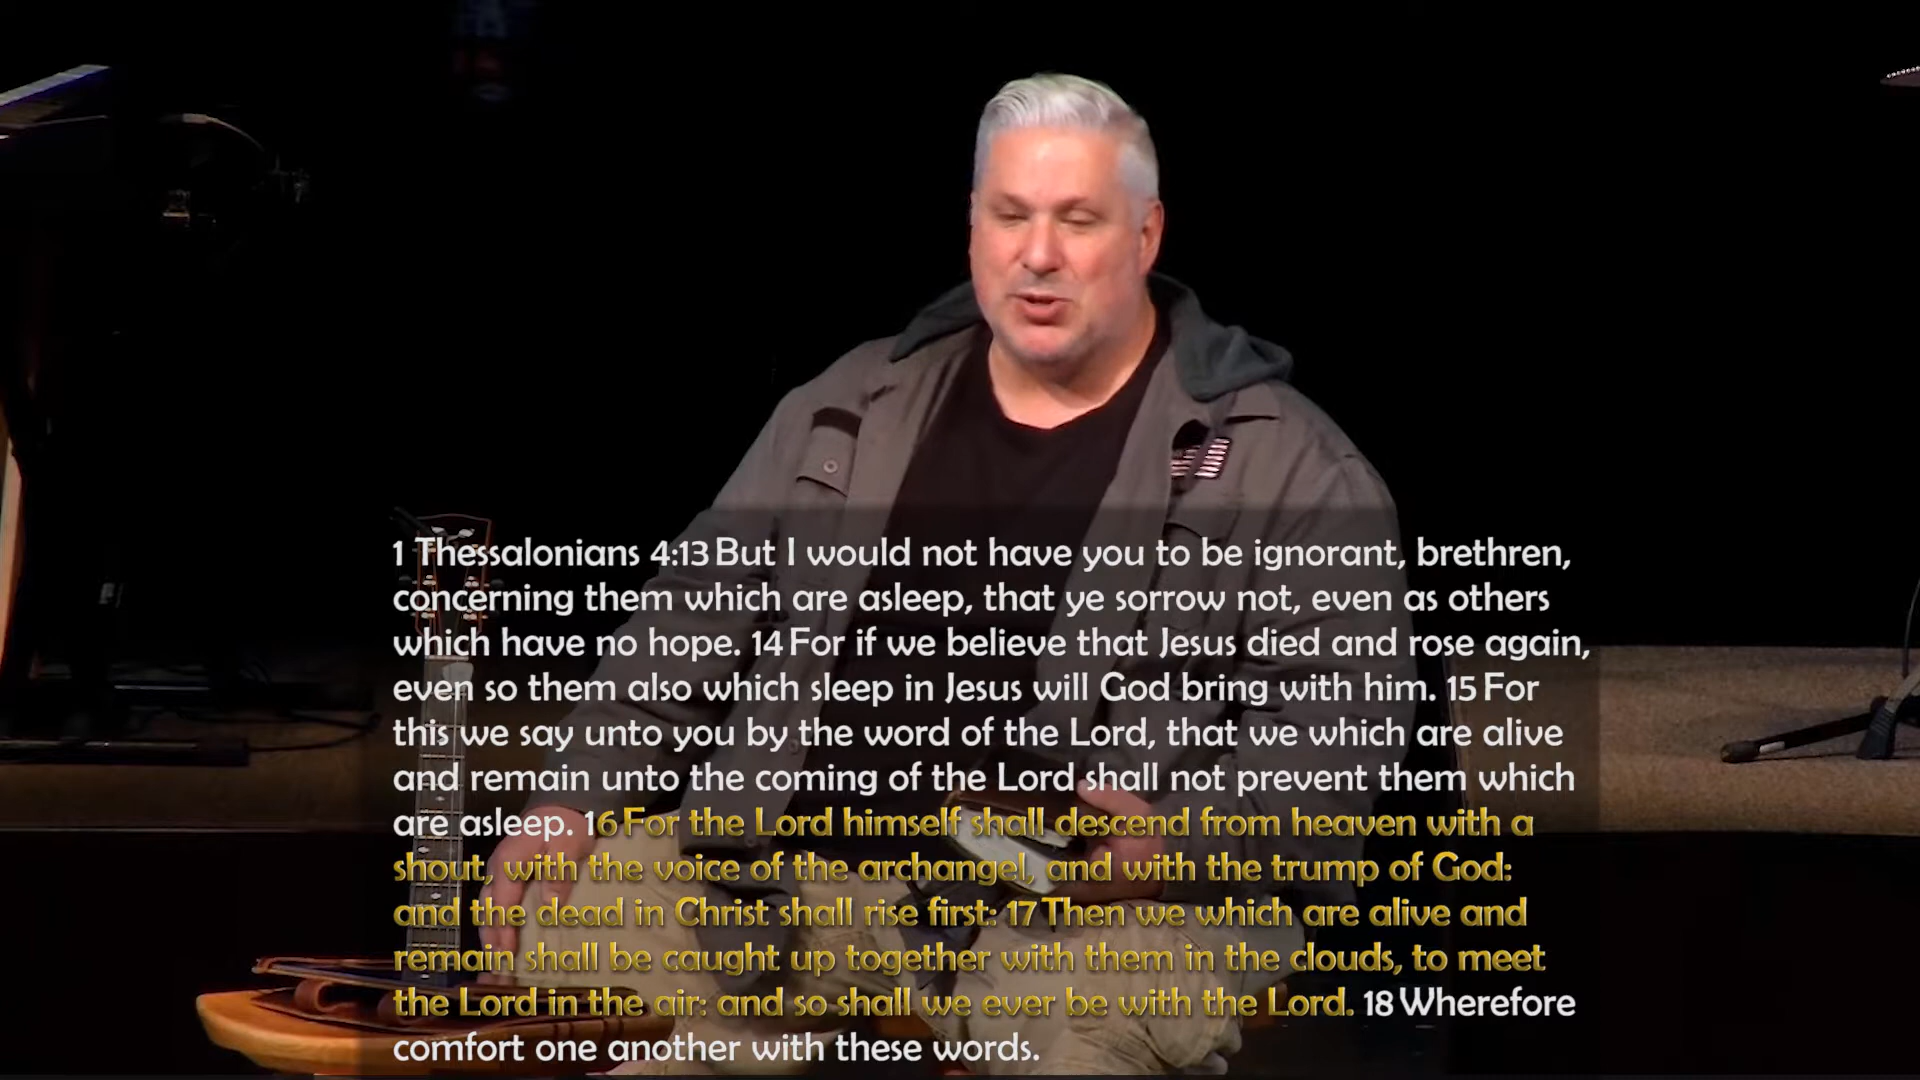 1 Thessalonians 4:13 But I would not have you to be ignorant, brethren,
concerning them which are asleep, that ye sorrow not, even as others
which have no hope. 14 For if we believe that Jesus died and rose again,
even so them also which sleep in Jesus will God bring with him. 15 For
this we say unto you by the word of the Lord, that we which are alive
and remain unto the coming of the Lord shall not prevent them which
are asleep. 16 For the Lord himself shall descend from heaven with a
shout, with the voice of the archangel, and with the trump of God:
and the dead in Christ shall rise first: 17 Then we which are alive and
remain shall be caught up together with them in the clouds, to meet
the Lord in the air: and so shall we ever be with the Lord. 18 Wherefore
comfort one another with these words.